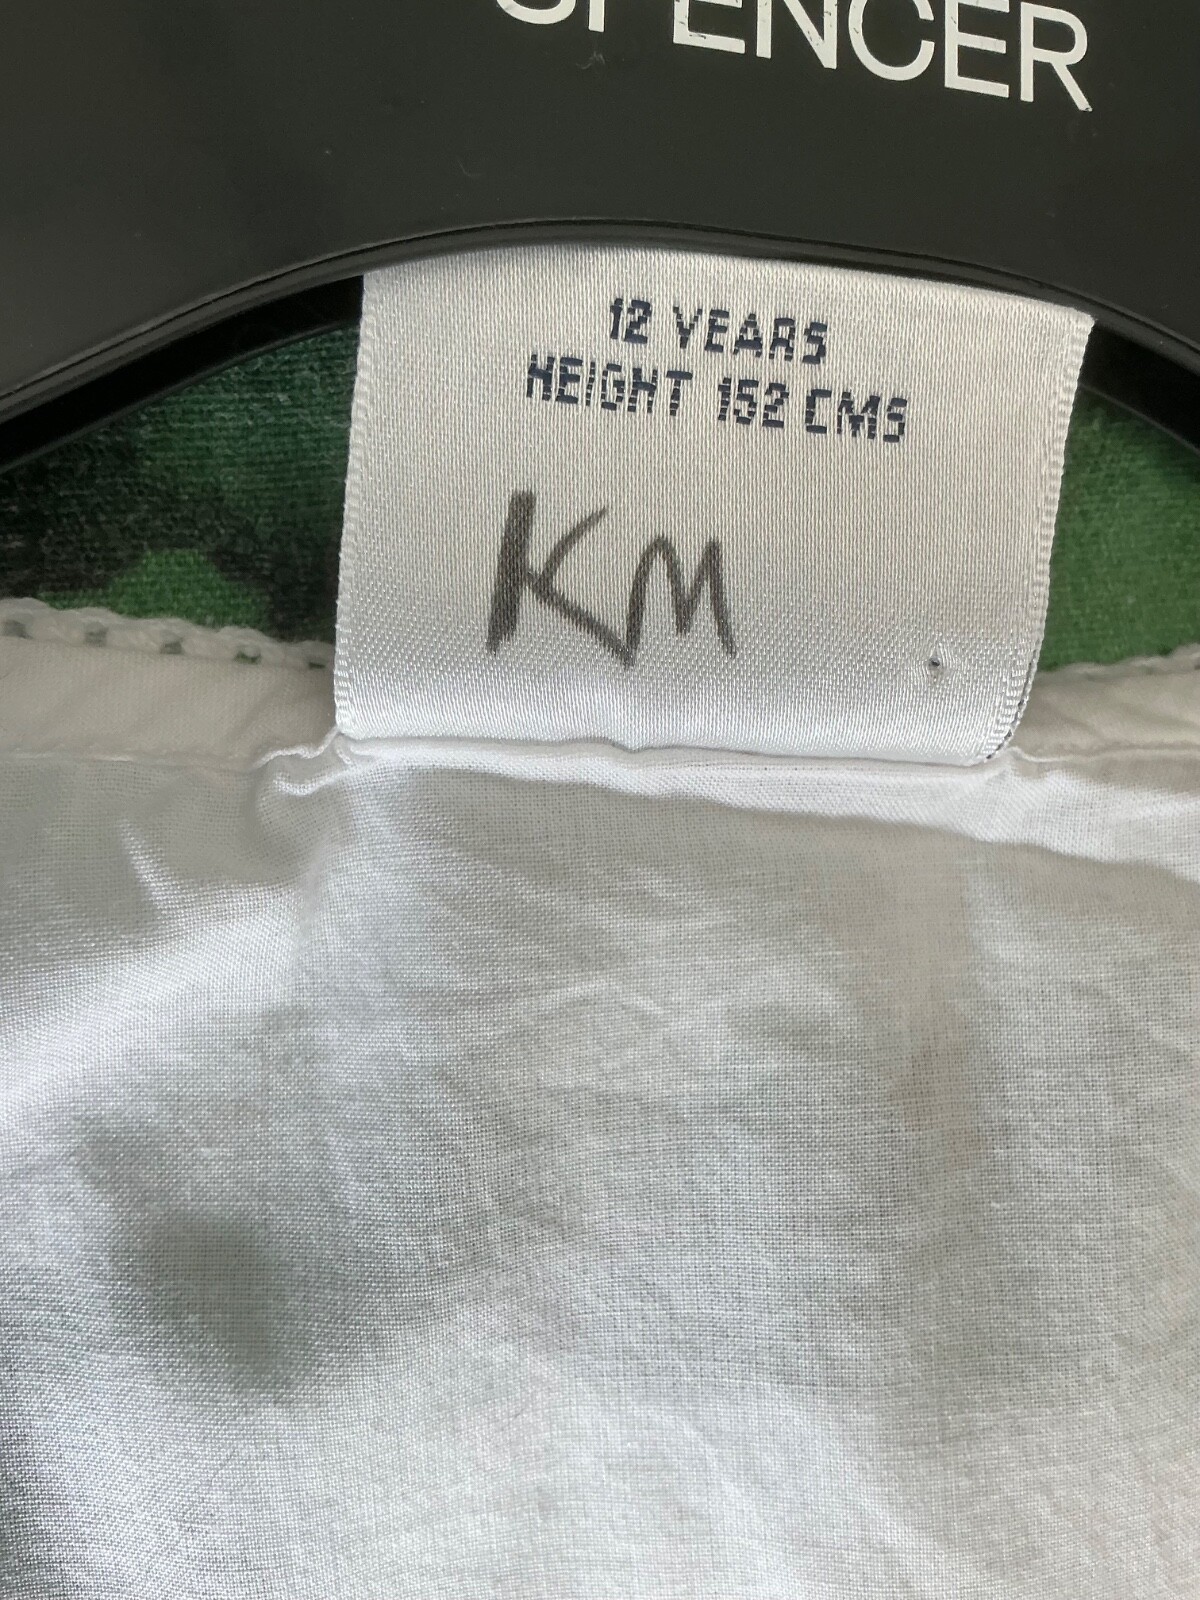 SPENCER
12 YEARS
HEIGHT 152 CMS
KM